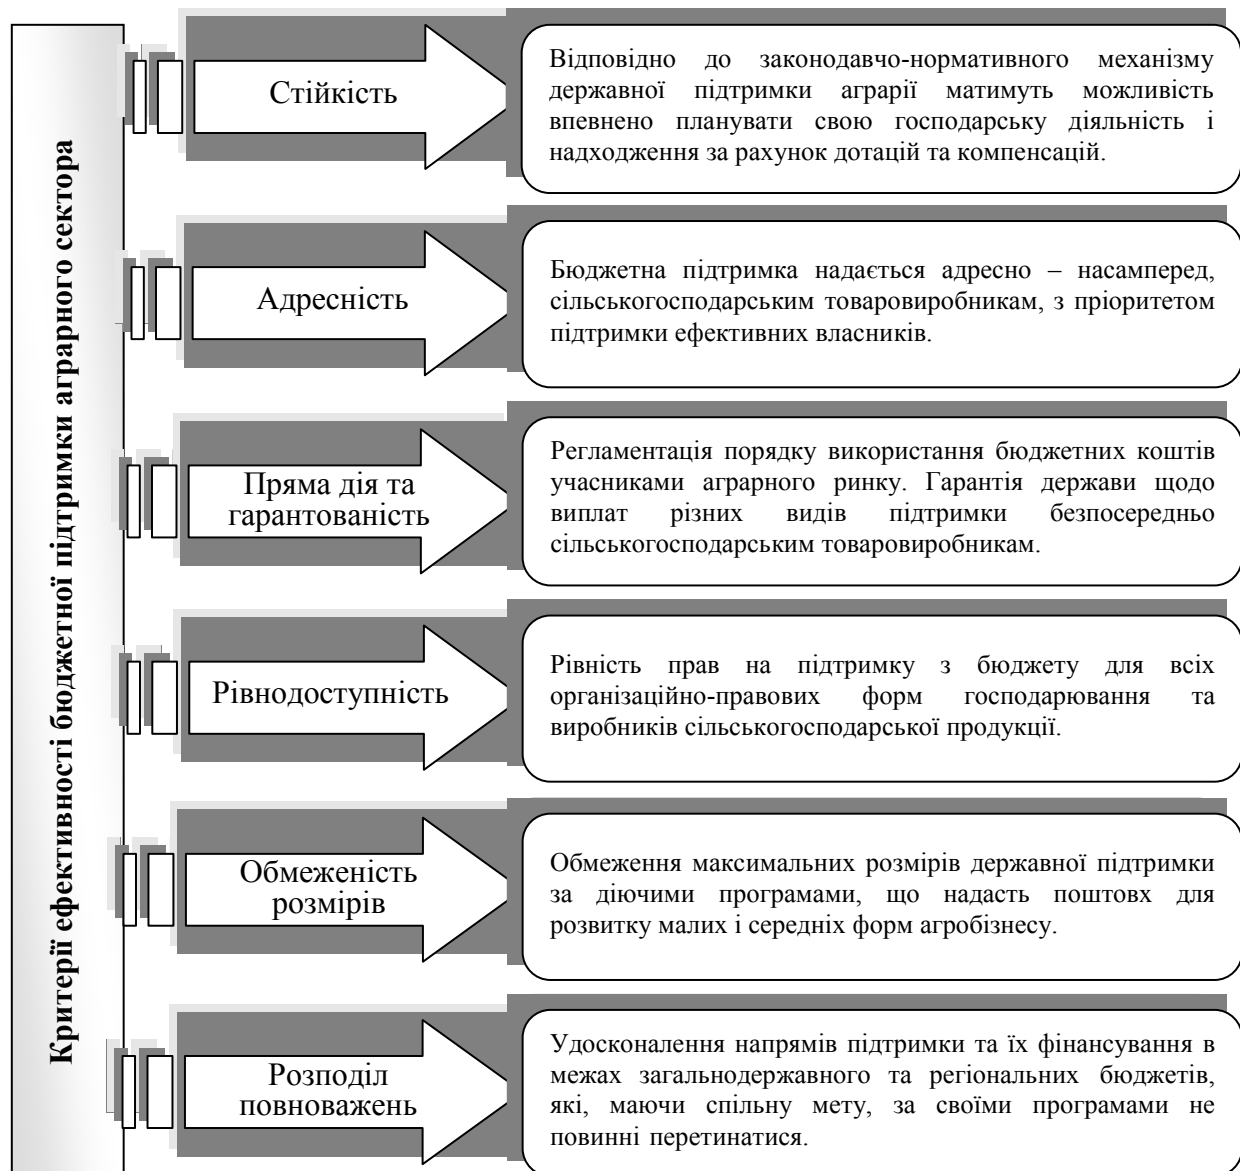 Критерії ефективності бюджетної підтримки аграрного сектора
Стійкість
Відповідно до законодавчо-нормативного механізму
державної підтримки аграрії матимуть можливість
впевнено планувати свою господарську діяльність і
надходження за рахунок дотацій та компенсацій.
Адресність
Бюджетна підтримка надається адресно – насамперед,
сільськогосподарським товаровиробникам, з пріоритетом
підтримки ефективних власників.
Пряма дія та
гарантованість
Регламентація порядку використання бюджетних коштів
учасниками аграрного ринку. Гарантія держави щодо
виплат різних видів підтримки безпосередньо
сільськогосподарським товаровиробникам.
Рівнодоступність
Рівність прав на підтримку з бюджету для всіх
організаційно-правових форм господарювання та
виробників сільськогосподарської продукції.
Обмеженість
розмірів
Обмеження максимальних розмірів державної підтримки
за діючими програмами, що надасть поштовх для
розвитку малих і середніх форм агробізнесу.
Розподіл
повноважень
Удосконалення напрямів підтримки та їх фінансування в
межах загальнодержавного та регіональних бюджетів,
які, маючи спільну мету, за своїми програмами не
повинні перетинатися.